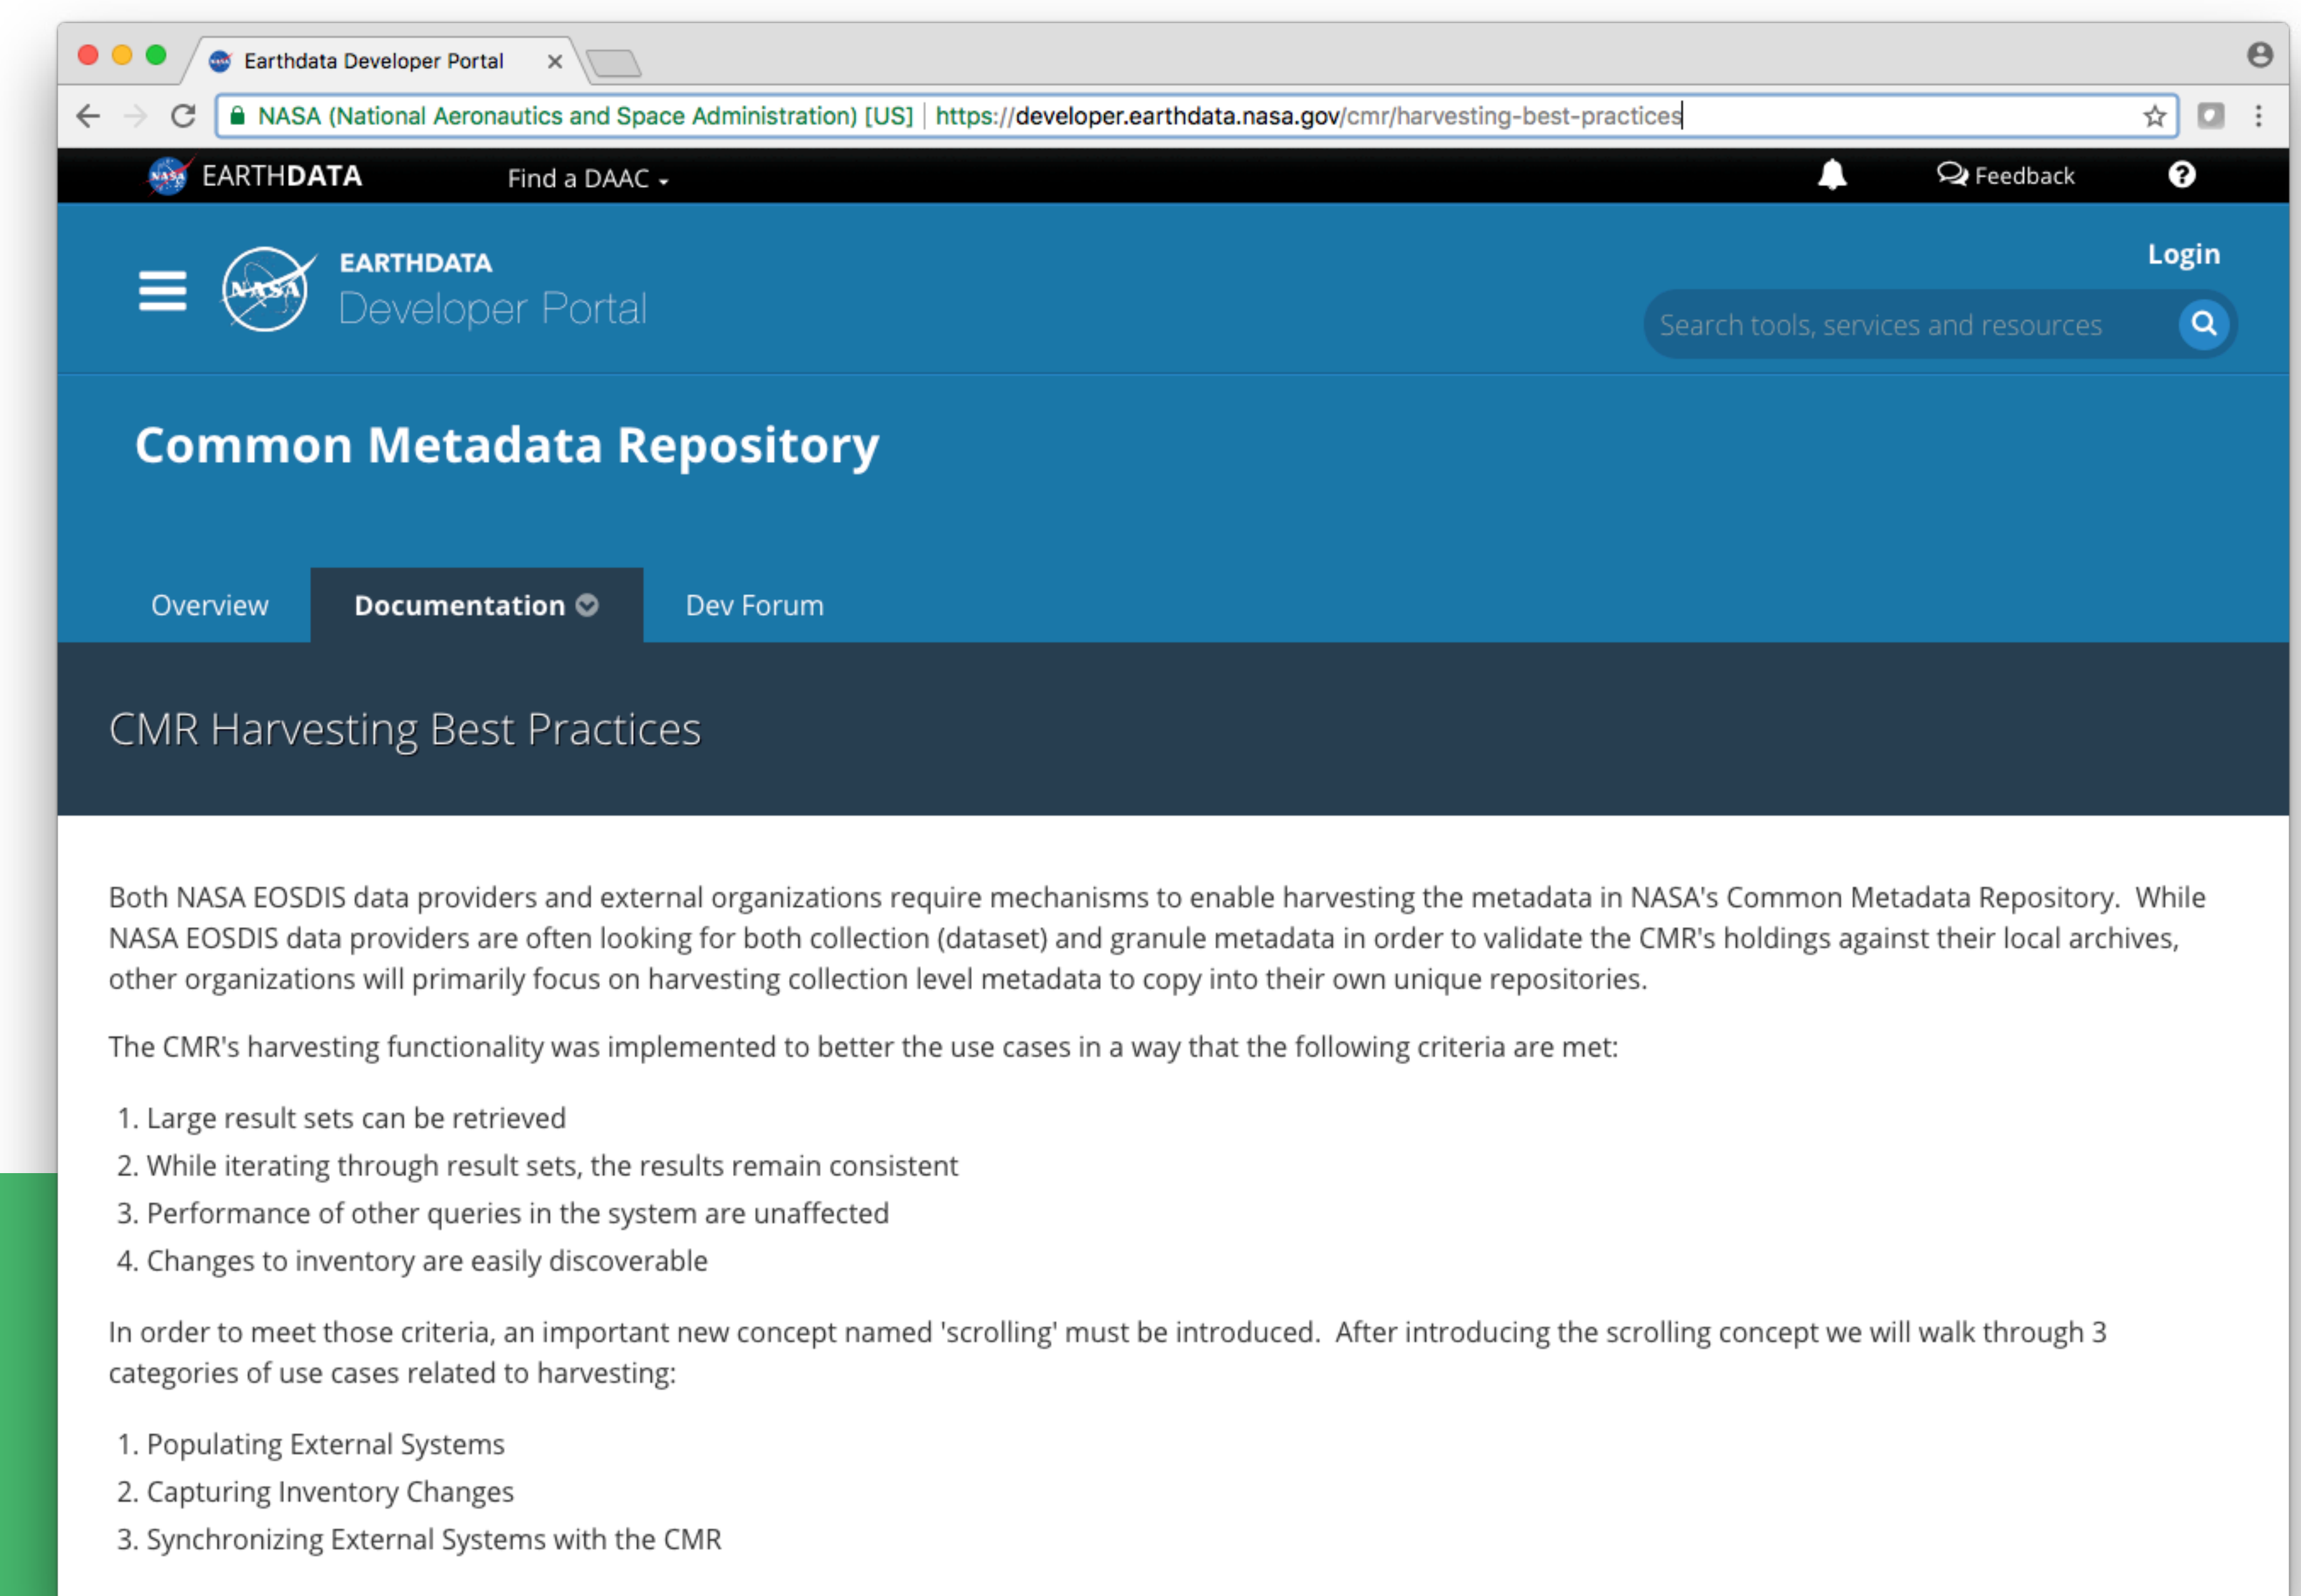 Earthdata Developer Portal
NASA (National Aeronautics and Space Administration) [US] | https://developer.earthdata.nasa.gov/cmr/harvesting-best-practices
NASA EARTHDATA Find a DAAC Feedback
NASA EARTHDATA
Developer Portal
Login
Search tools, services and resources
Common Metadata Repository
Overview Documentation Dev Forum
CMR Harvesting Best Practices
Both NASA EOSDIS data providers and external organizations require mechanisms to enable harvesting the metadata in NASA's Common Metadata Repository.  While
NASA EOSDIS data providers are often looking for both collection (dataset) and granule metadata in order to validate the CMR's holdings against their local archives,
other organizations will primarily focus on harvesting collection level metadata to copy into their own unique repositories.
The CMR's harvesting functionality was implemented to better the use cases in a way that the following criteria are met:
1. Large result sets can be retrieved
2. While iterating through result sets, the results remain consistent
3. Performance of other queries in the system are unaffected
4. Changes to inventory are easily discoverable
In order to meet those criteria, an important new concept named 'scrolling' must be introduced.  After introducing the scrolling concept we will walk through 3
categories of use cases related to harvesting:
1. Populating External Systems
2. Capturing Inventory Changes
3. Synchronizing External Systems with the CMR